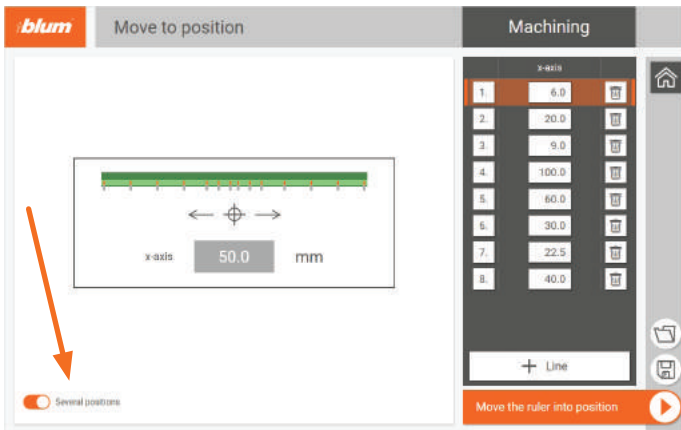 blum
Move to position
Machining
x-axis
1. 6.0
2. 20.0
3. 9.0
4. 100.0
5. 60.0
6. 30.0
7. 22.5
8. 40.0
x-axis 50.0 mm
+ Line
Several positions
Move the ruler into position